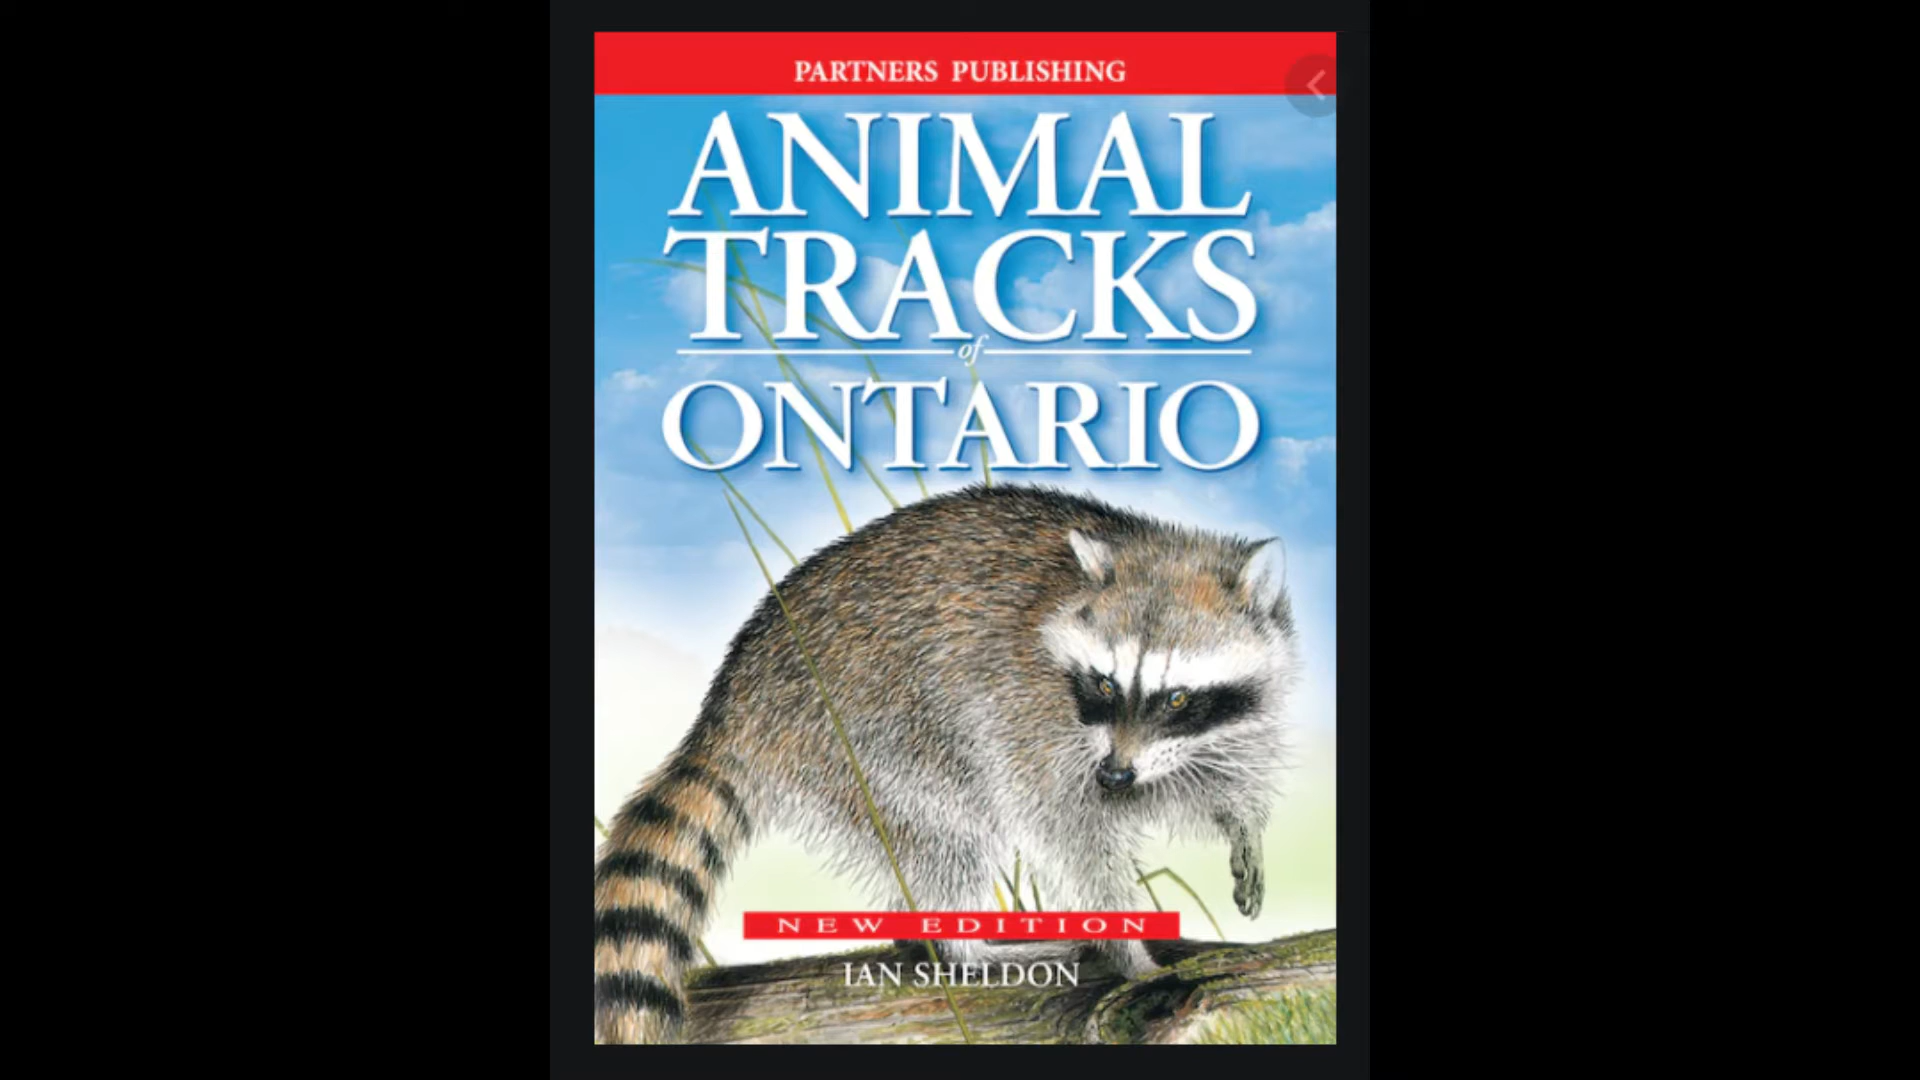 PARTNERS PUBLISHING
ANIMAL
TRACKS
of
ONTARIO
NEW EDITION
IAN SHELDON